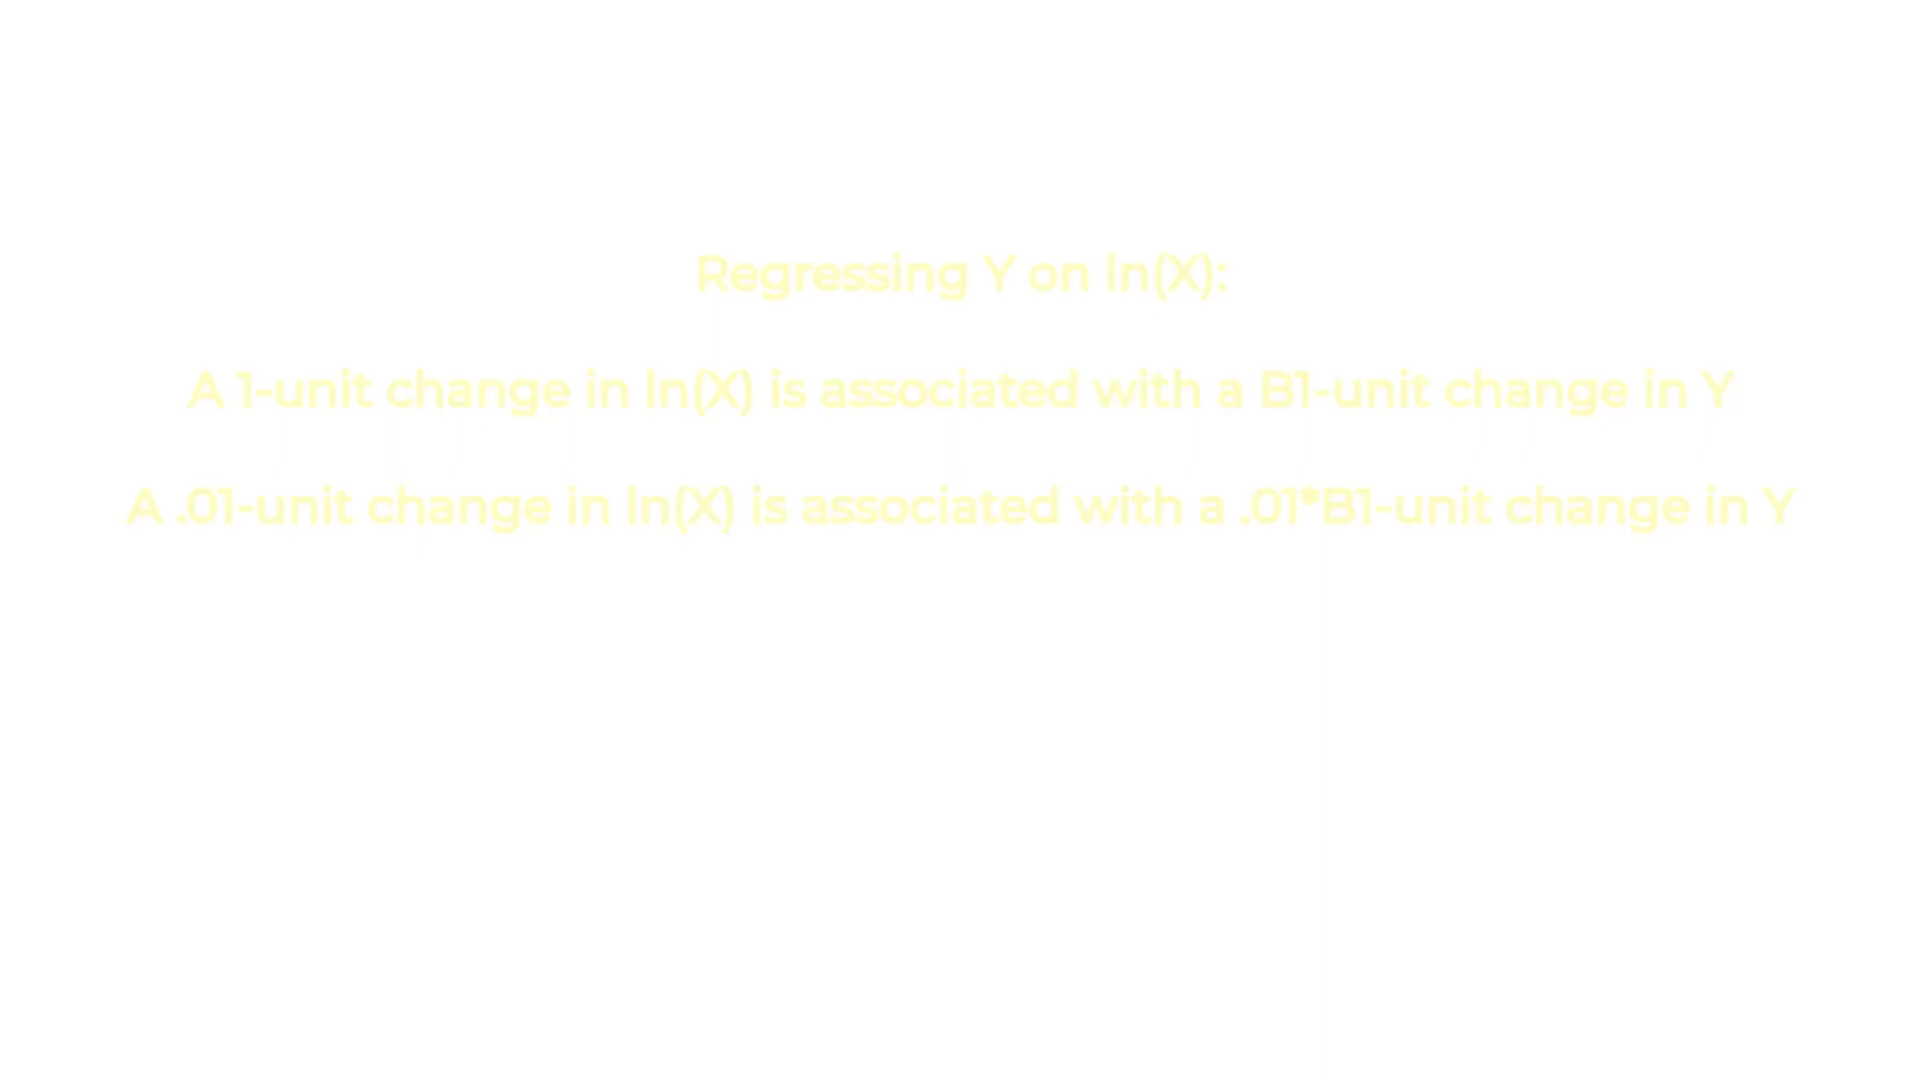 Regressing Y on ln(X):
A 1-unit change in ln(X) is associated with a B1-unit change in Y
A .01-unit change in ln(X) is associated with a .01*B1-unit change in Y